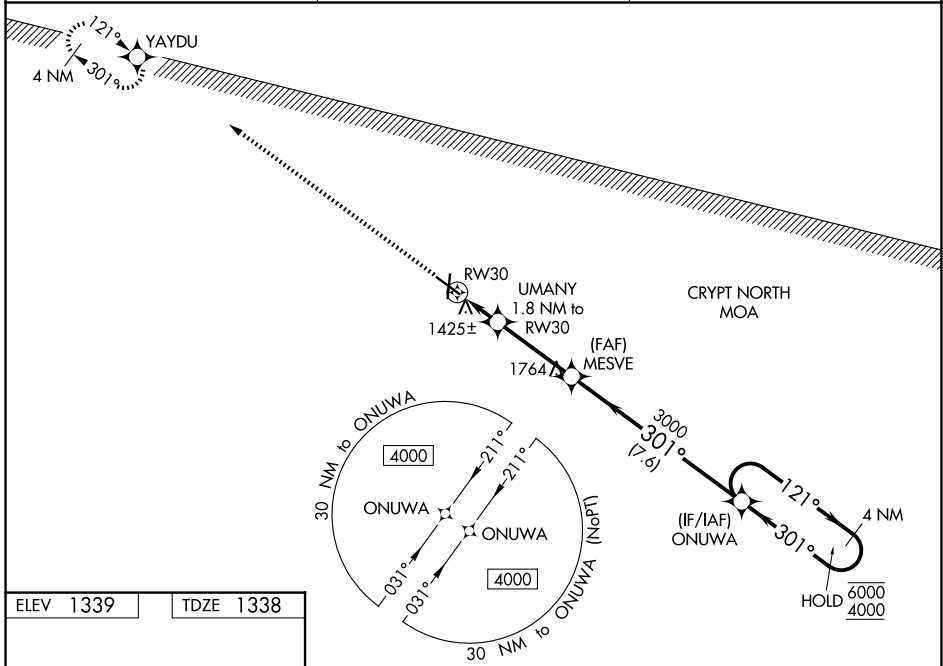 121°
YAYDU
4 NM
301°
RW30
UMANY
1.8 NM to
RW30
1425±
CRYPT NORTH
MOA
(FAF)
MESVE
1764
3000
301°
(7.6)
30 NM to ONUWA
4000
211°
211°
ONUWA
ONUWA
4000
031°
031°
30 NM to ONUWA (NoPT)
121°
4 NM
(IF/IAF)
ONUWA
301°
HOLD 6000
4000
ELEV 1339
TDZE 1338